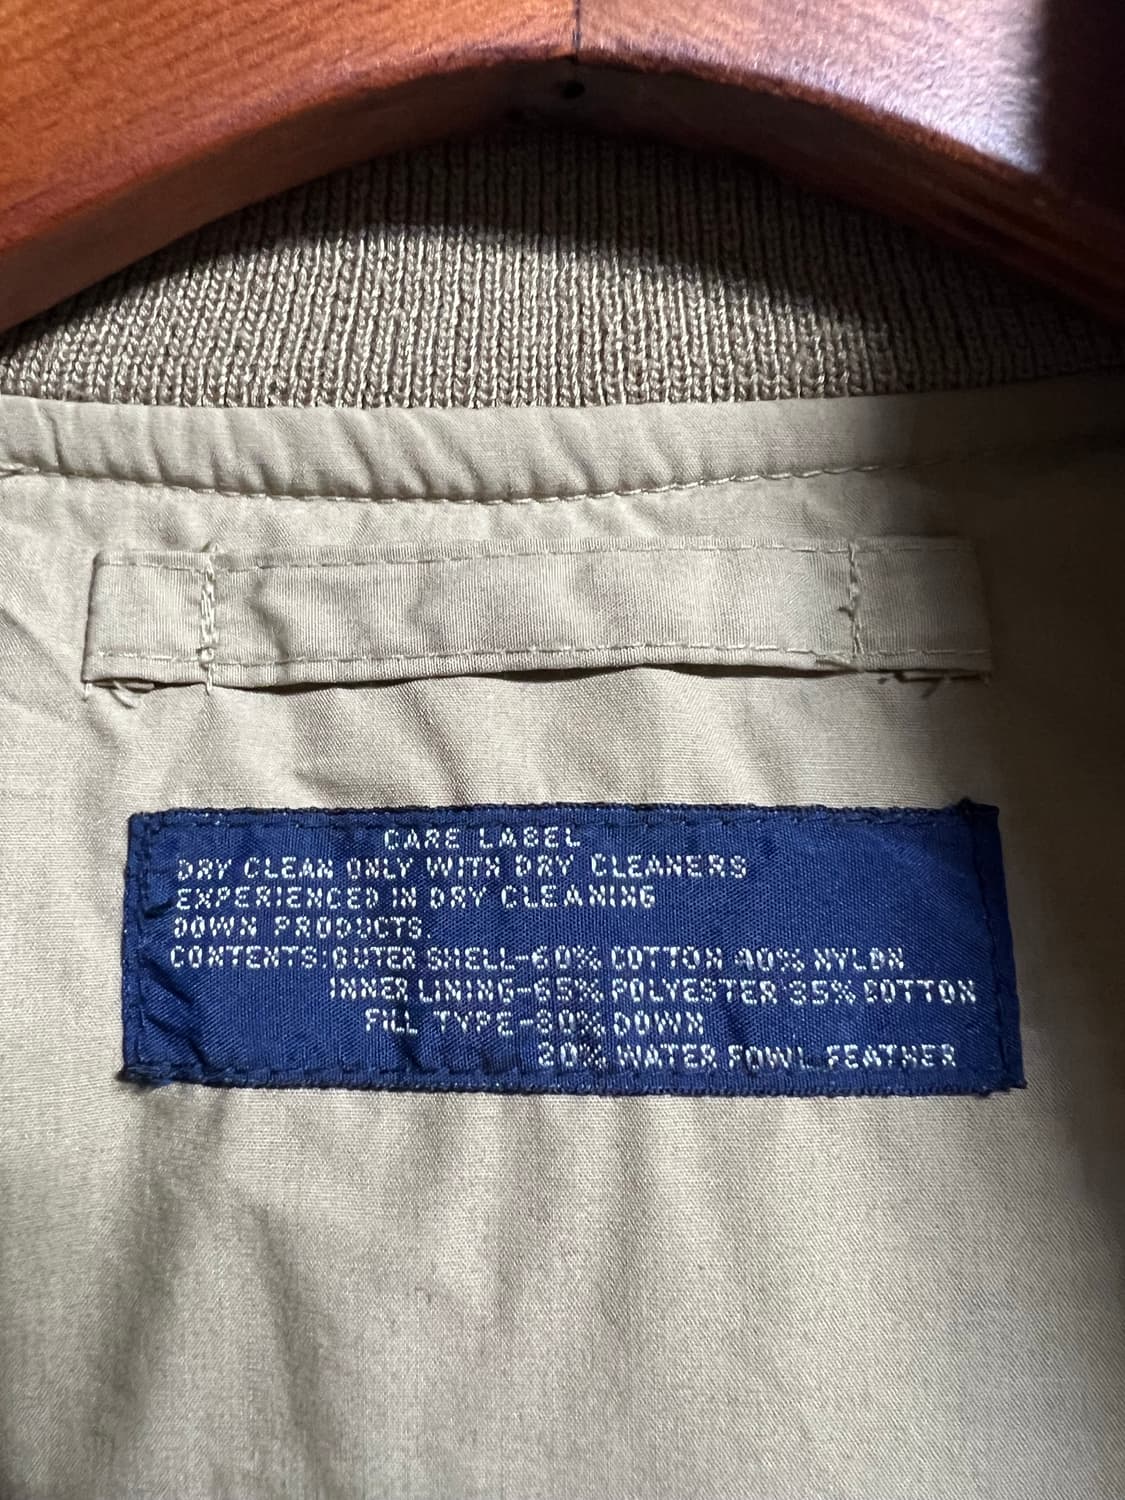 CARE LABEL
DRY CLEAN ONLY WITH DRY CLEANERS
EXPERIENCED IN DRY CLEANING
DOWN PRODUCTS
CONTENTS: OUTER SHELL-60% COTTON 40% NYLON
INNER LINING-65% POLYESTER 35% COTTON
FILL TYPE-80% DOWN
20% WATER FOWL FEATHER